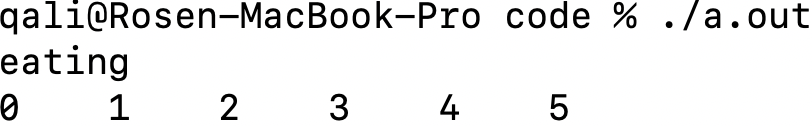 qali@Rosen-MacBook-Pro code % ./a.out
eating
0    1    2    3    4    5